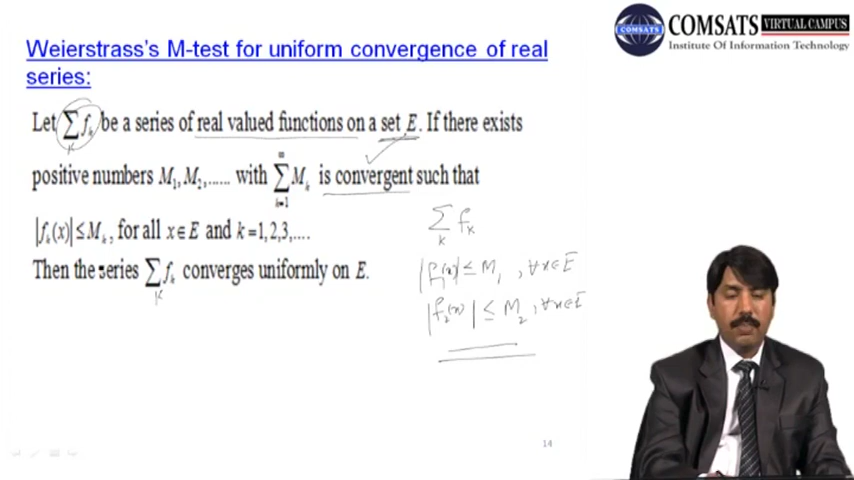 Weierstrass's M-test for uniform convergence of real
series:
COMSATS VIRTUAL CAMPUS
COMSATS
Institute Of Information Technology
Let ∑ fₖ be a series of real valued functions on a set E. If there exists
K
positive numbers M₁, M₂,...... with ∑ₖ₌₁^∞ Mₖ is convergent such that
|fₖ(x)| ≤ Mₖ, for all x ∈ E and k=1,2,3,....
Then the series ∑ fₖ converges uniformly on E.
K
∑ₖ fₖ
|f₁(x)| ≤ M₁, ∀x∈E
|f₂(x)| ≤ M₂, ∀x∈E
14